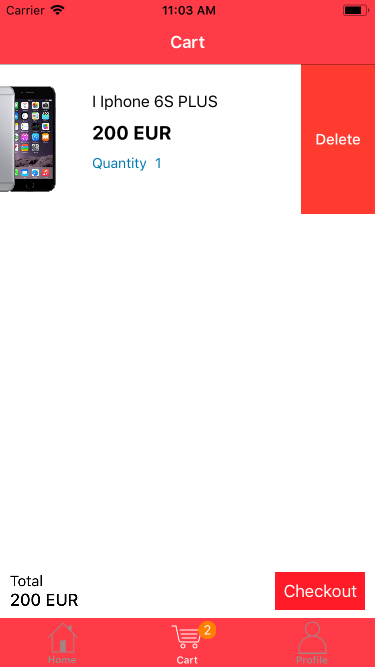 Carrier 11:03 AM
Cart
I Iphone 6S PLUS
200 EUR
Quantity 1
Delete
Total
200 EUR
Checkout
2
Home
Cart
Profile